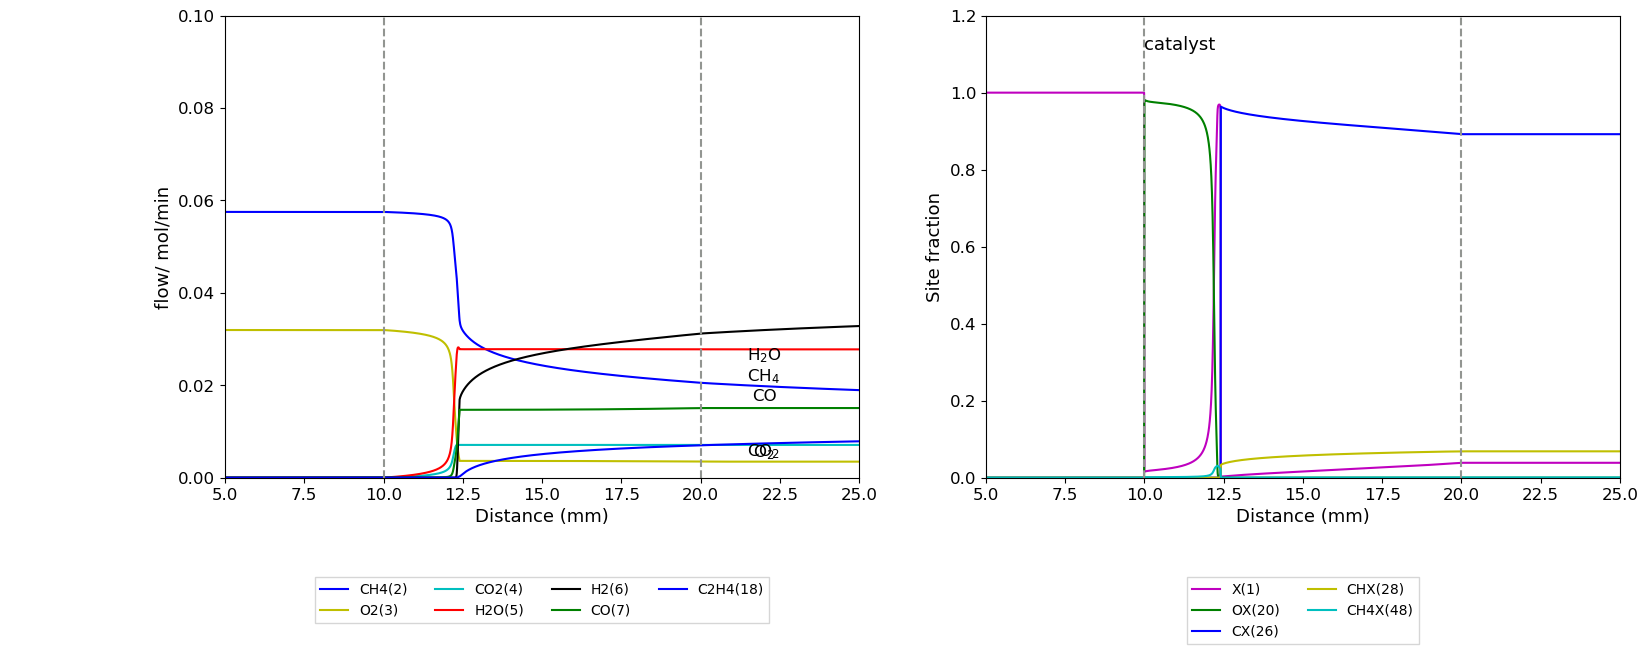 0.10
0.08
0.06
0.04
0.02
0.00
flow/ mol/min
5.0 7.5 10.0 12.5 15.0 17.5 20.0 22.5 25.0
Distance (mm)
H₂O
CH₄
CO
CO₂
O₂
CH4(2) CO2(4) H2(6) C2H4(18)
O2(3) H2O(5) CO(7)
1.2
1.0
0.8
0.6
0.4
0.2
0.0
Site fraction
catalyst
5.0 7.5 10.0 12.5 15.0 17.5 20.0 22.5 25.0
Distance (mm)
X(1) CHX(28)
OX(20) CH4X(48)
CX(26)